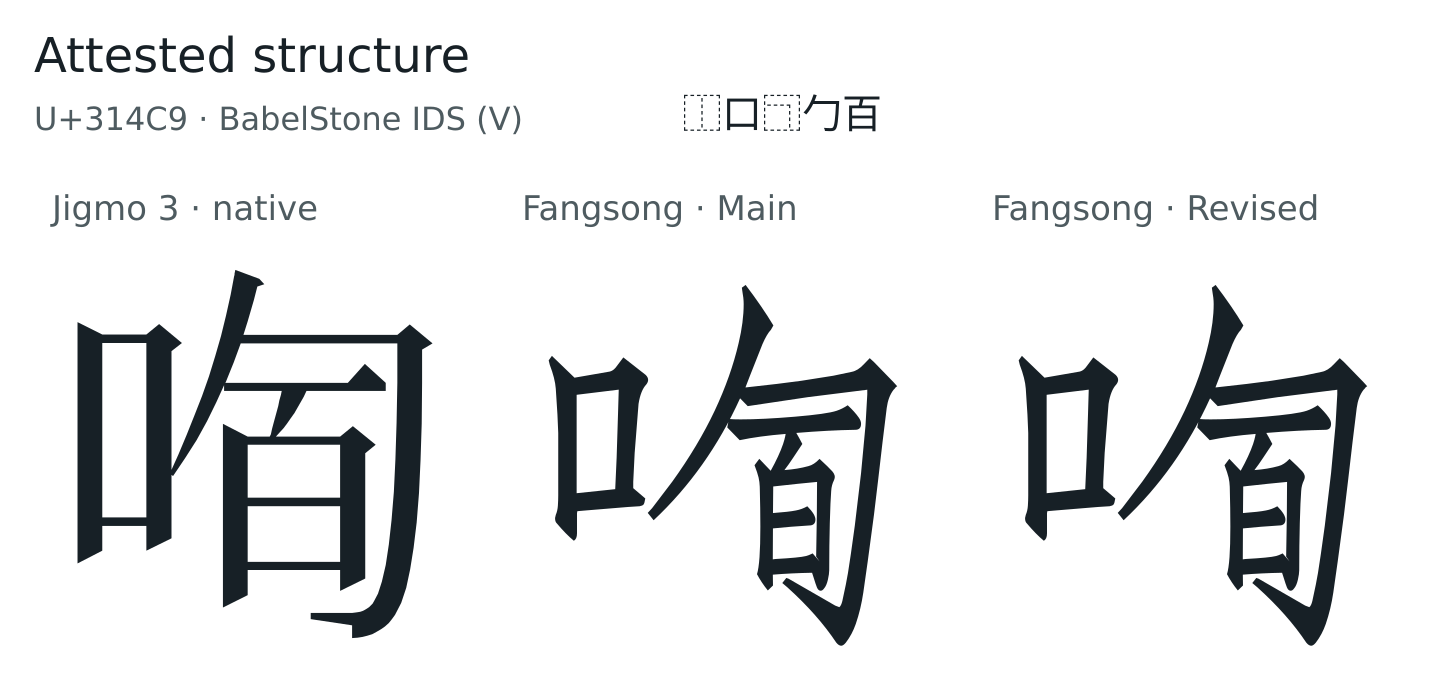 Attested structure
U+314C9 · BabelStone IDS (V) ⿰口⿹勹百
Jigmo 3 · native Fangsong · Main Fangsong · Revised
𱓉 𱓉 𱓉